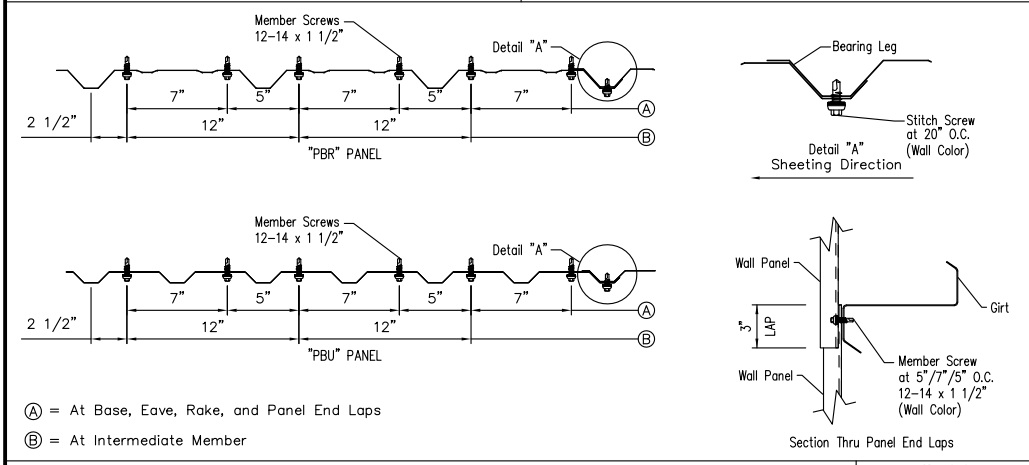 Member Screws
12-14 x 1 1/2"
Detail "A"
7" 5" 7" 5" 7"
A
2 1/2" 12" 12"
B
"PBR" PANEL
Bearing Leg
Stitch Screw
at 20" O.C.
(Wall Color)
Detail "A"
Sheeting Direction
Member Screws
12-14 x 1 1/2"
Detail "A"
7" 5" 7" 5" 7"
A
2 1/2" 12" 12"
B
"PBU" PANEL
Wall Panel
3"
LAP
Girt
Wall Panel
Member Screw
at 5"/7"/5" O.C.
12-14 x 1 1/2"
(Wall Color)
Section Thru Panel End Laps
A = At Base, Eave, Rake, and Panel End Laps
B = At Intermediate Member